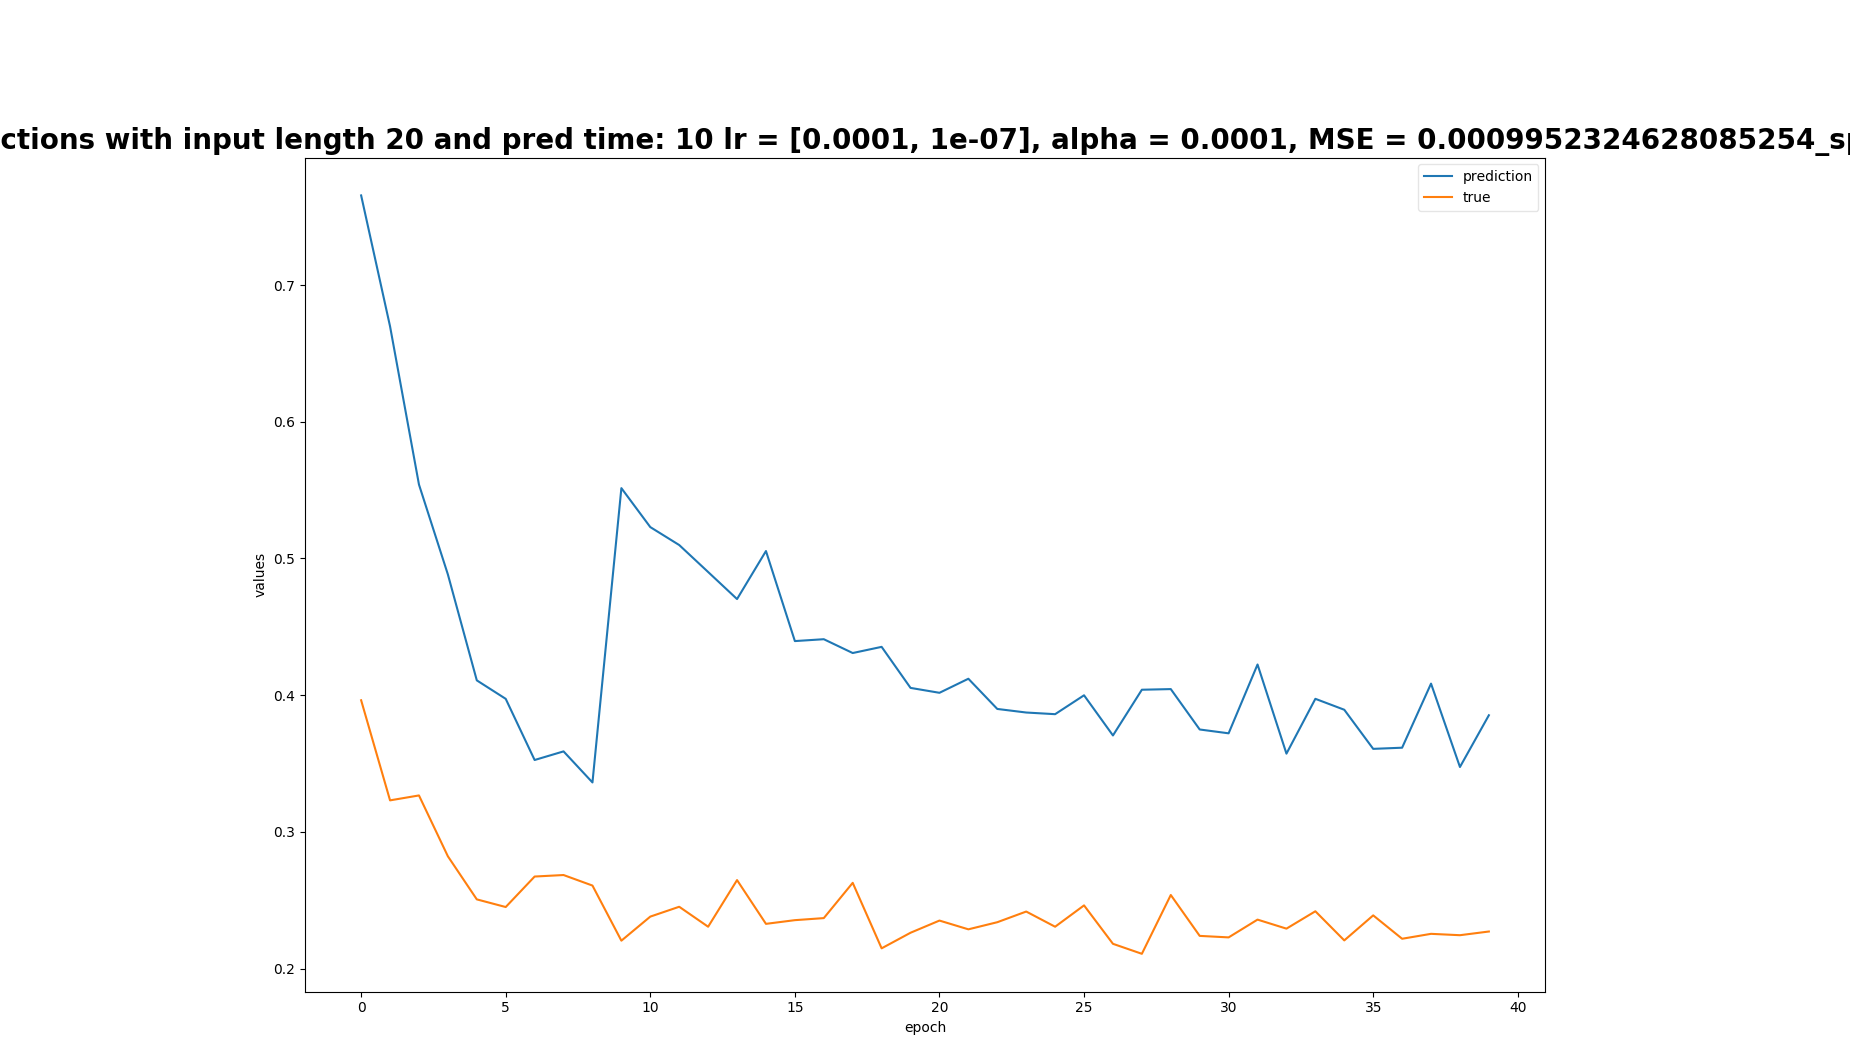 ctions with input length 20 and pred time: 10 lr = [0.0001, 1e-07], alpha = 0.0001, MSE = 0.0009952324628085254_sp
prediction
true
0.7
0.6
0.5
0.4
0.3
0.2
values
0 5 10 15 20 25 30 35 40
epoch